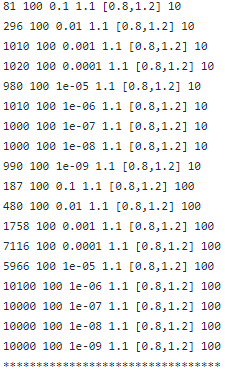 81 100 0.1 1.1 [0.8,1.2] 10
296 100 0.01 1.1 [0.8,1.2] 10
1010 100 0.001 1.1 [0.8,1.2] 10
1020 100 0.0001 1.1 [0.8,1.2] 10
980 100 1e-05 1.1 [0.8,1.2] 10
1010 100 1e-06 1.1 [0.8,1.2] 10
1000 100 1e-07 1.1 [0.8,1.2] 10
1000 100 1e-08 1.1 [0.8,1.2] 10
990 100 1e-09 1.1 [0.8,1.2] 10
187 100 0.1 1.1 [0.8,1.2] 100
480 100 0.01 1.1 [0.8,1.2] 100
1758 100 0.001 1.1 [0.8,1.2] 100
7116 100 0.0001 1.1 [0.8,1.2] 100
5966 100 1e-05 1.1 [0.8,1.2] 100
10100 100 1e-06 1.1 [0.8,1.2] 100
10000 100 1e-07 1.1 [0.8,1.2] 100
10000 100 1e-08 1.1 [0.8,1.2] 100
10000 100 1e-09 1.1 [0.8,1.2] 100
*********************************